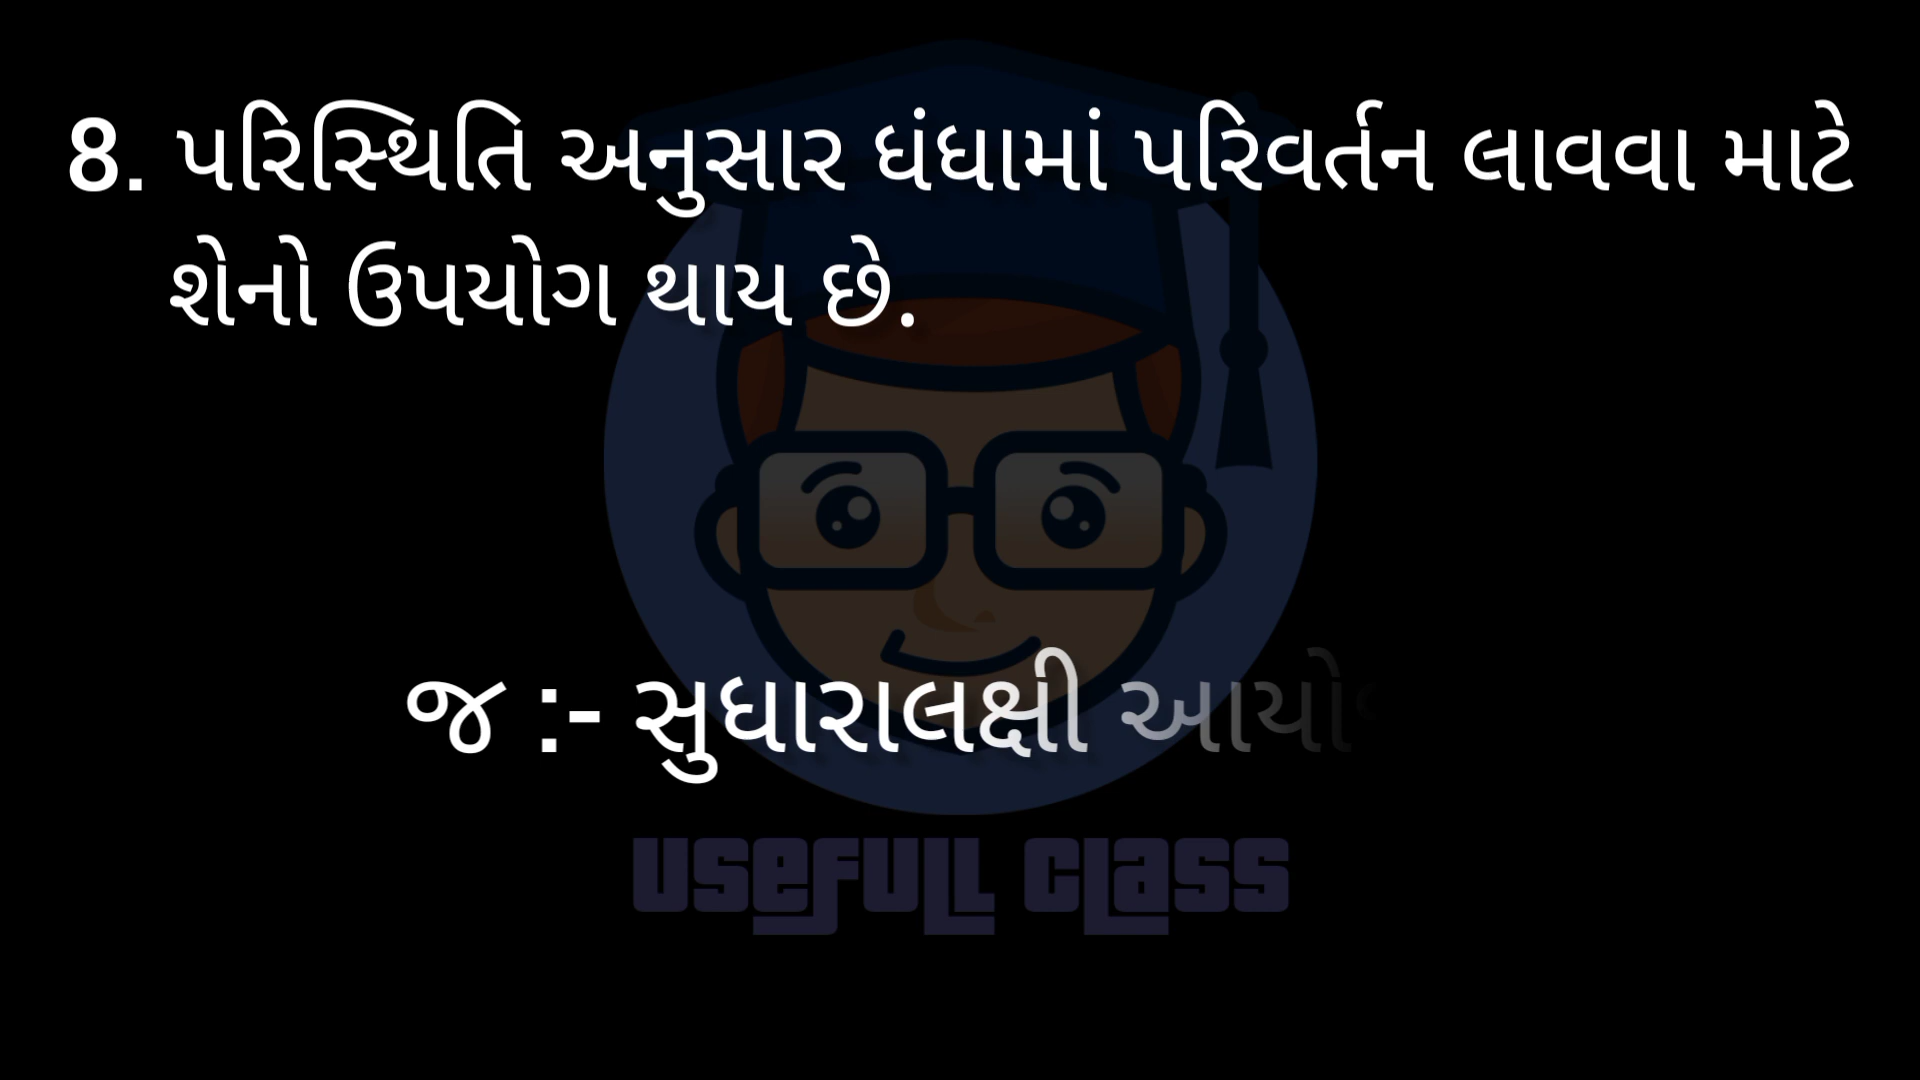 8. પરિસ્થિતિ અનુસાર ધંધામાં પરિવર્તન લાવવા માટે
શેનો ઉપયોગ થાય છે.
જ :- સુધારાલક્ષી
USEFULL CLASS